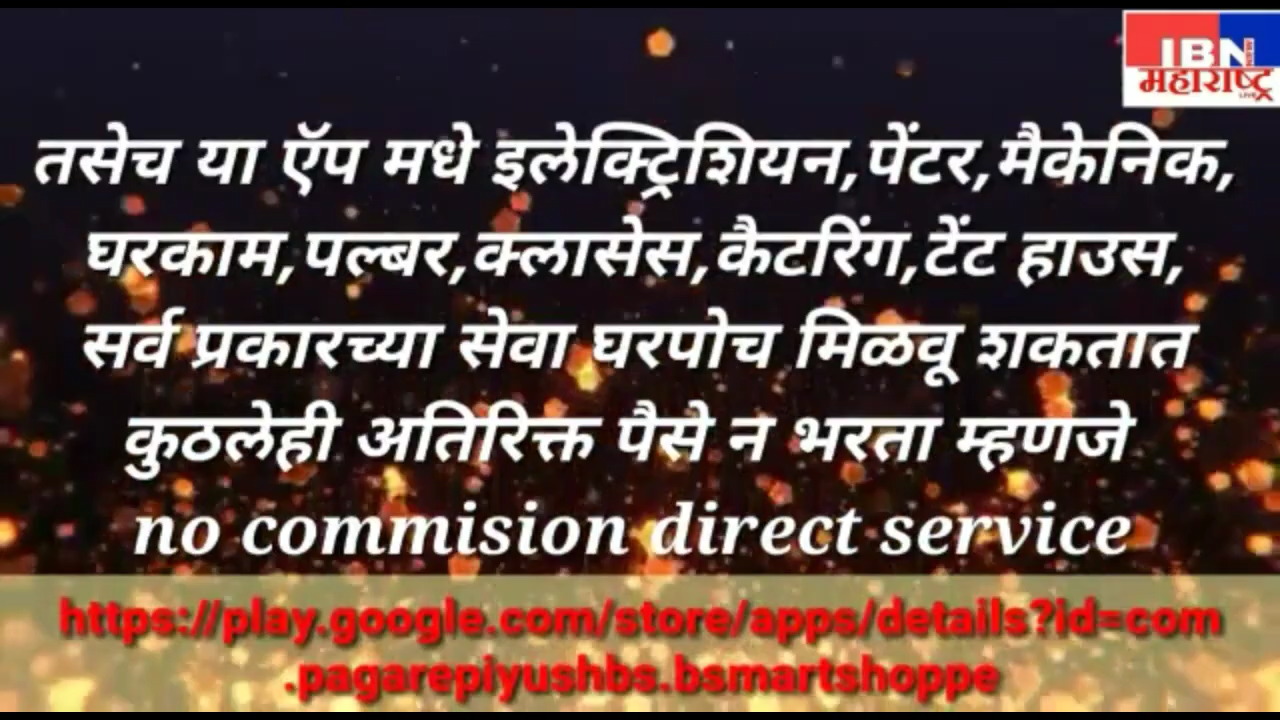 IBN
महाराष्ट्र
तसेच या ऍप मधे इलेक्ट्रिशियन,पेंटर,मैकेनिक,
घरकाम,पल्बर,क्लासेस,कैटरिंग,टेंट हाउस,
सर्व प्रकारच्या सेवा घरपोच मिळवू शकतात
कुठलेही अतिरिक्त पैसे न भरता म्हणजे
no commision direct service
https://play.google.com/store/apps/details?id=com
.pagarepiyushbs.bsmartshoppe